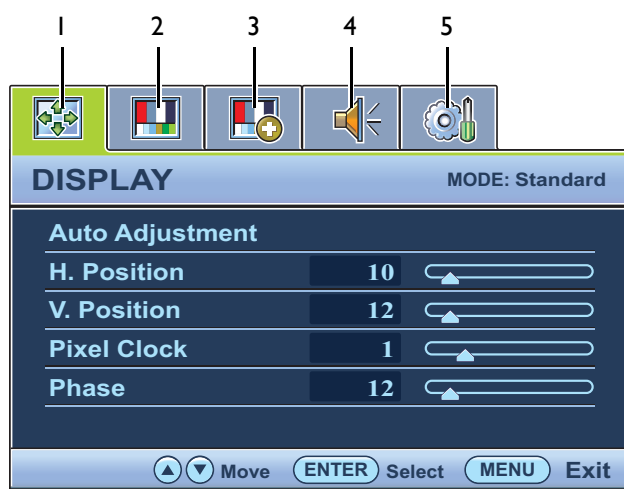 1 2 3 4 5
DISPLAY MODE: Standard
Auto Adjustment
H. Position 10
V. Position 12
Pixel Clock 1
Phase 12
Move ENTER Select MENU Exit